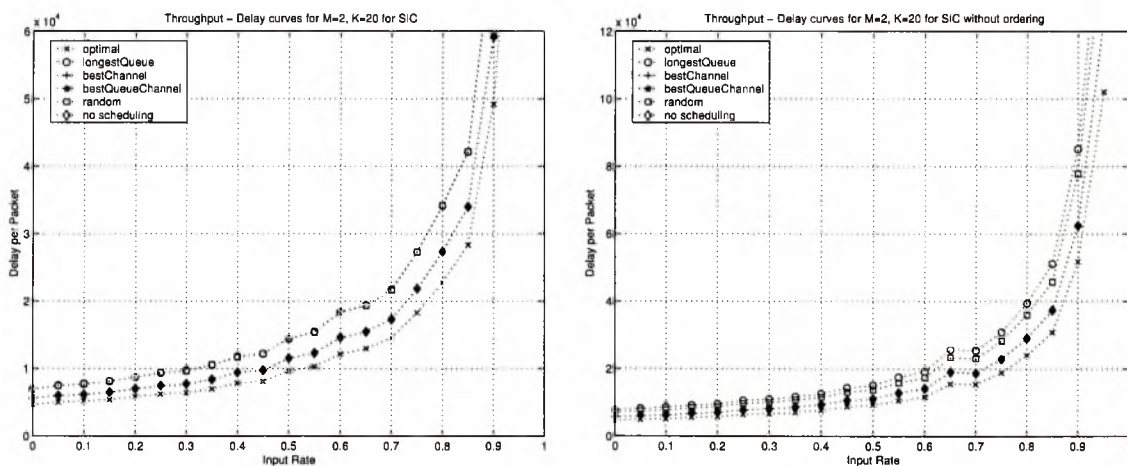 Throughput – Delay curves for M=2, K=20 for SIC
x 10⁴
6
5
4
3
2
1
0
Delay per Packet
optimal
longestQueue
bestChannel
bestQueueChannel
random
no scheduling
0 0.1 0.2 0.3 0.4 0.5 0.6 0.7 0.8 0.9 1
Input Rate
Throughput – Delay curves for M=2, K=20 for SIC without ordering
x 10⁴
12
10
8
6
4
2
0
Delay per Packet
optimal
longestQueue
bestChannel
bestQueueChannel
random
no scheduling
0 0.1 0.2 0.3 0.4 0.5 0.6 0.7 0.8 0.9
Input Rate